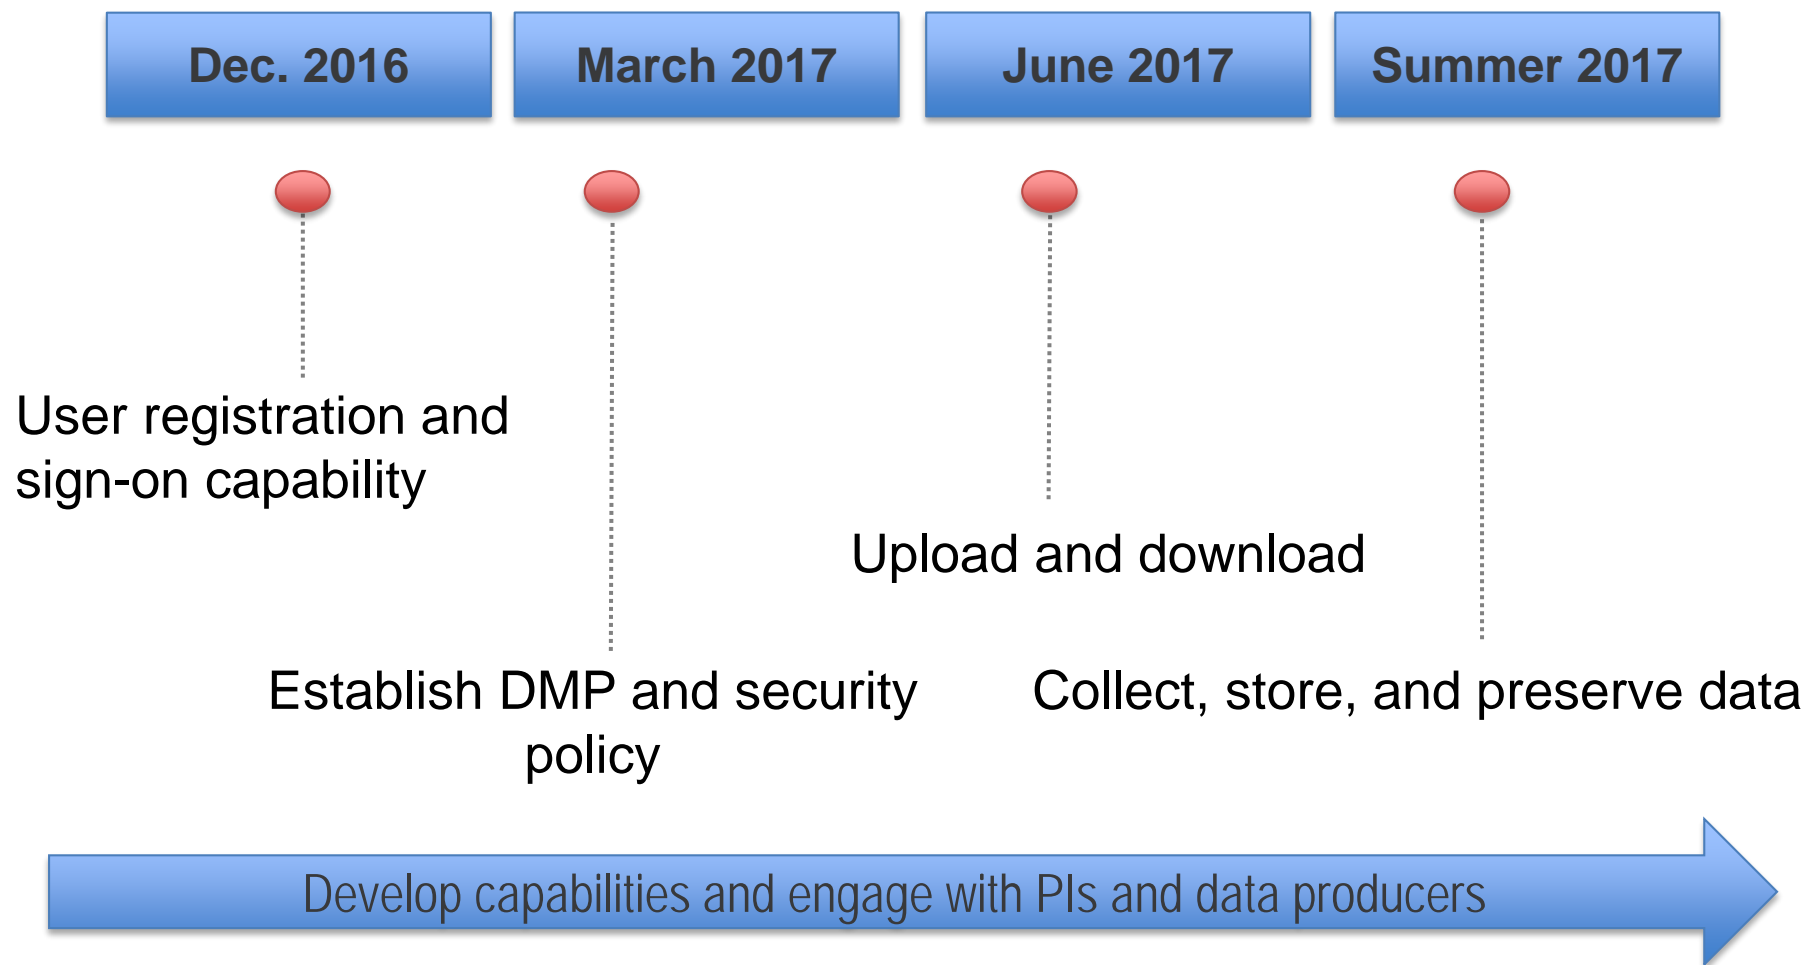 Dec. 2016
March 2017
June 2017
Summer 2017
User registration and
sign-on capability
Upload and download
Establish DMP and security
policy
Collect, store, and preserve data
Develop capabilities and engage with PIs and data producers